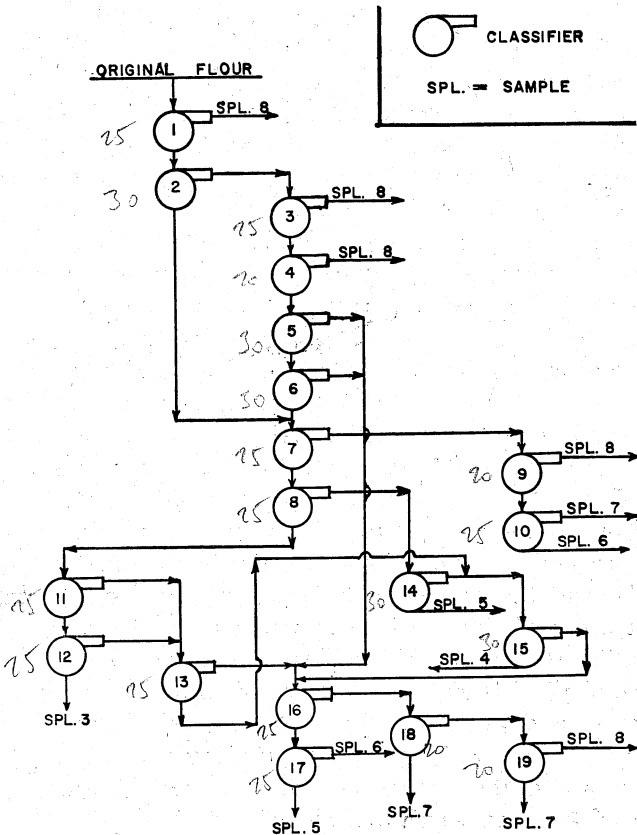 CLASSIFIER
SPL. = SAMPLE
ORIGINAL FLOUR
SPL. 8
1
25
2
30
SPL. 8
3
25
SPL. 8
4
20
5
30
6
30
7
25
SPL. 8
9
20
8
25
SPL. 7
10
25
SPL. 6
11
25
14
30
SPL. 5
12
25
15
30
SPL. 4
13
25
SPL. 3
16
25
18
20
SPL. 6
17
25
SPL. 8
19
20
SPL. 7
SPL. 5
SPL. 7